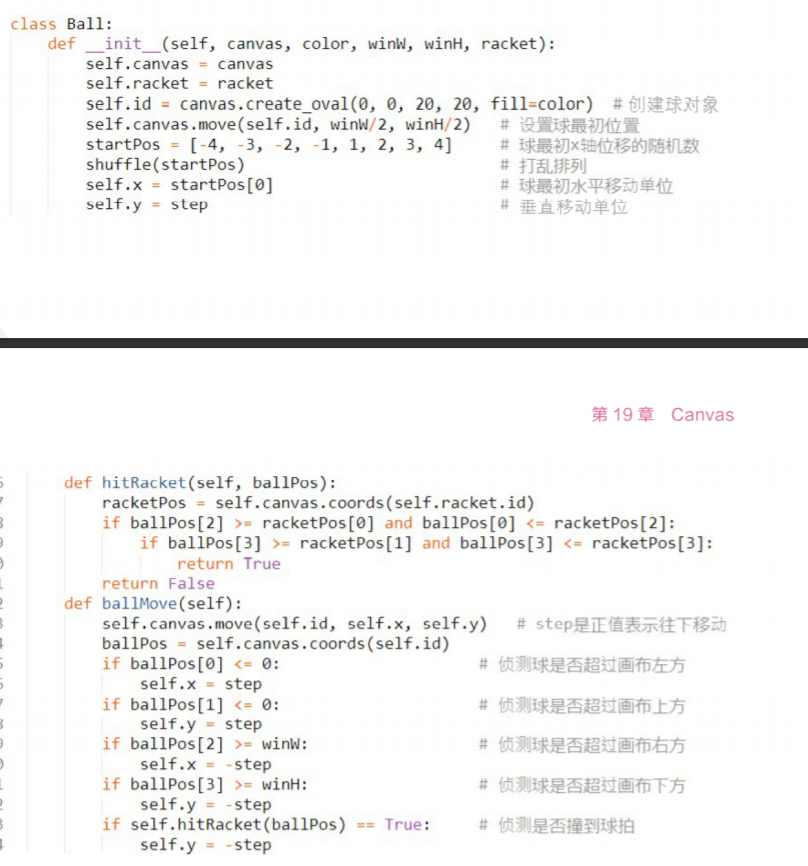 class Ball:
    def __init__(self, canvas, color, winW, winH, racket):
        self.canvas = canvas
        self.racket = racket
        self.id = canvas.create_oval(0, 0, 20, 20, fill=color)  # 创建球对象
        self.canvas.move(self.id, winW/2, winH/2)   # 设置球最初位置
        startPos = [-4, -3, -2, -1, 1, 2, 3, 4]     # 球最初x轴位移的随机数
        shuffle(startPos)                           # 打乱排列
        self.x = startPos[0]                        # 球最初水平移动单位
        self.y = step                               # 垂直移动单位
第 19 章 Canvas
    def hitRacket(self, ballPos):
        racketPos = self.canvas.coords(self.racket.id)
        if ballPos[2] >= racketPos[0] and ballPos[0] <= racketPos[2]:
            if ballPos[3] >= racketPos[1] and ballPos[3] <= racketPos[3]:
                return True
        return False
    def ballMove(self):
        self.canvas.move(self.id, self.x, self.y)   # step是正值表示往下移动
        ballPos = self.canvas.coords(self.id)
        if ballPos[0] <= 0:                     # 侦测球是否超过画布左方
            self.x = step
        if ballPos[1] <= 0:                     # 侦测球是否超过画布上方
            self.y = step
        if ballPos[2] >= winW:                  # 侦测球是否超过画布右方
            self.x = -step
        if ballPos[3] >= winH:                  # 侦测球是否超过画布下方
            self.y = -step
        if self.hitRacket(ballPos) == True:     # 侦测是否撞到球拍
            self.y = -step